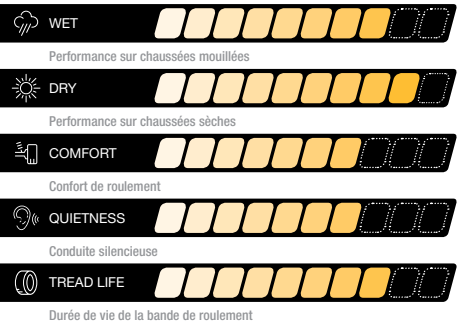 WET
Performance sur chaussées mouillées
DRY
Performance sur chaussées sèches
COMFORT
Confort de roulement
QUIETNESS
Conduite silencieuse
TREAD LIFE
Durée de vie de la bande de roulement